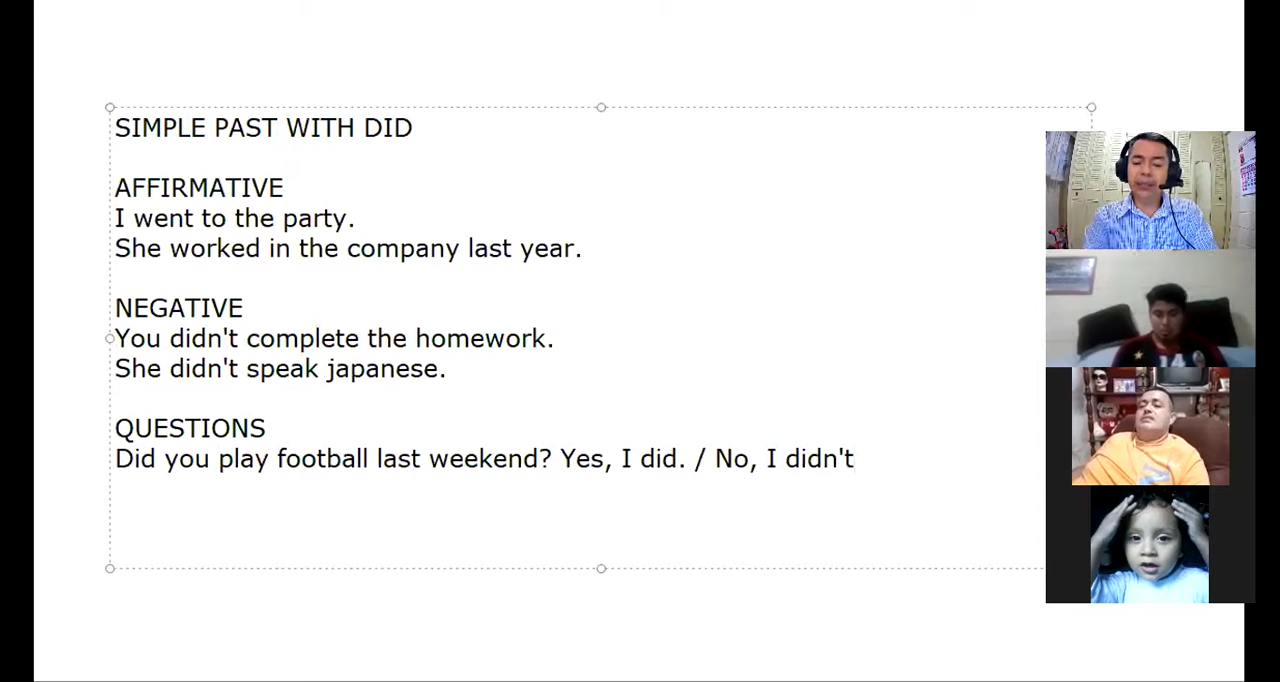 SIMPLE PAST WITH DID
AFFIRMATIVE
I went to the party.
She worked in the company last year.
NEGATIVE
You didn't complete the homework.
She didn't speak japanese.
QUESTIONS
Did you play football last weekend? Yes, I did. / No, I didn't